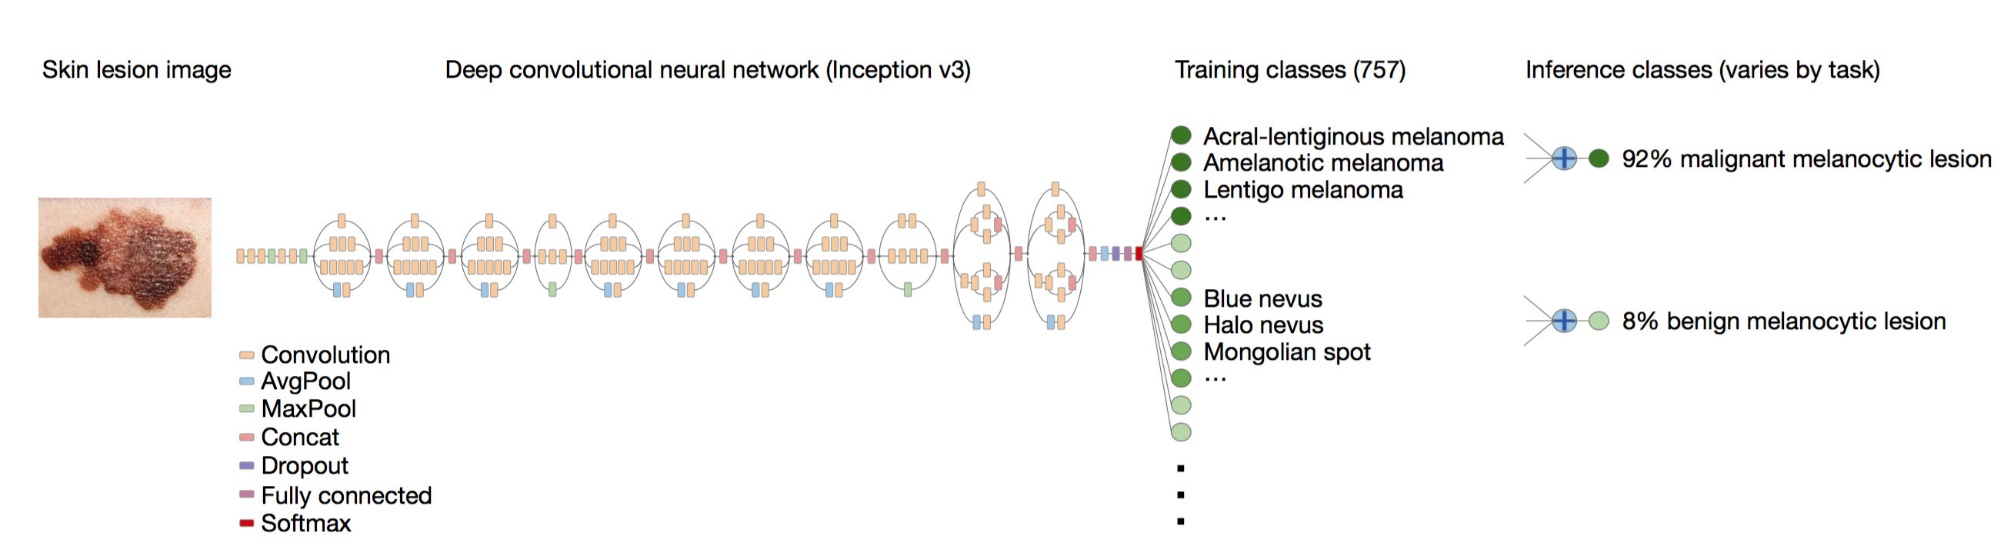 Skin lesion image
Deep convolutional neural network (Inception v3)
Training classes (757)
Inference classes (varies by task)
Acral-lentiginous melanoma
Amelanotic melanoma
Lentigo melanoma
...
Blue nevus
Halo nevus
Mongolian spot
...
92% malignant melanocytic lesion
8% benign melanocytic lesion
Convolution
AvgPool
MaxPool
Concat
Dropout
Fully connected
Softmax